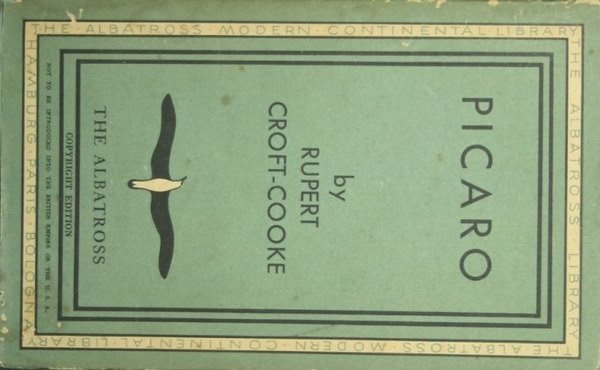 THE · ALBATROSS · LIBRARY
THE · ALBATROSS · MODERN · CONTINENTAL · LIBRARY
THE · ALBATROSS · MODERN · CONTINENTAL · LIBRARY
PICARO
by
RUPERT
CROFT-COOKE
THE ALBATROSS
COPYRIGHT EDITION
NOT TO BE INTRODUCED INTO THE BRITISH EMPIRE OR THE U.S.A.
HAMBURG · PARIS · BOLOGNA